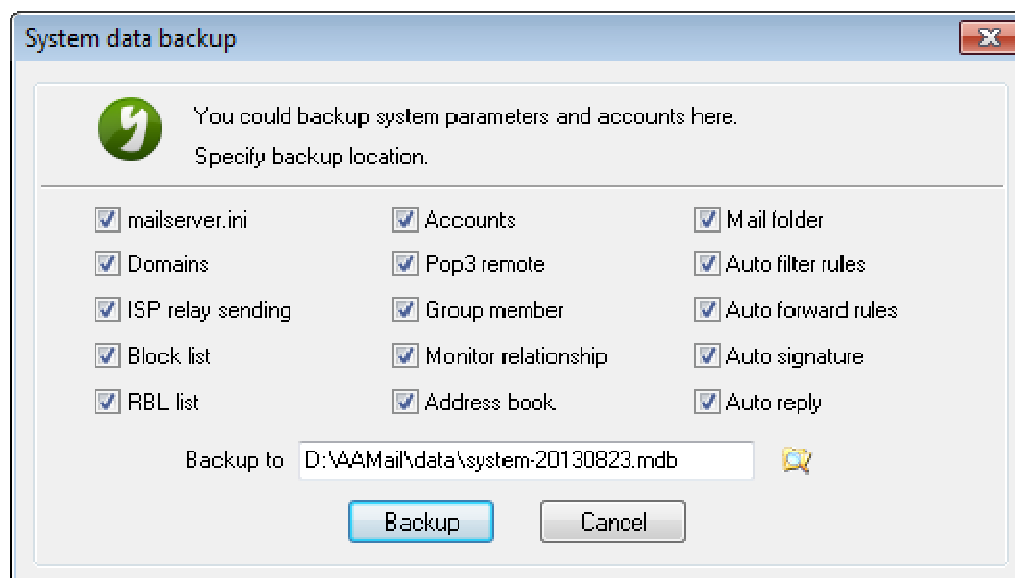 System data backup
You could backup system parameters and accounts here.
Specify backup location.
mailserver.ini Accounts Mail folder
Domains Pop3 remote Auto filter rules
ISP relay sending Group member Auto forward rules
Block list Monitor relationship Auto signature
RBL list Address book Auto reply
Backup to D:\AAMail\data\system-20130823.mdb
Backup Cancel